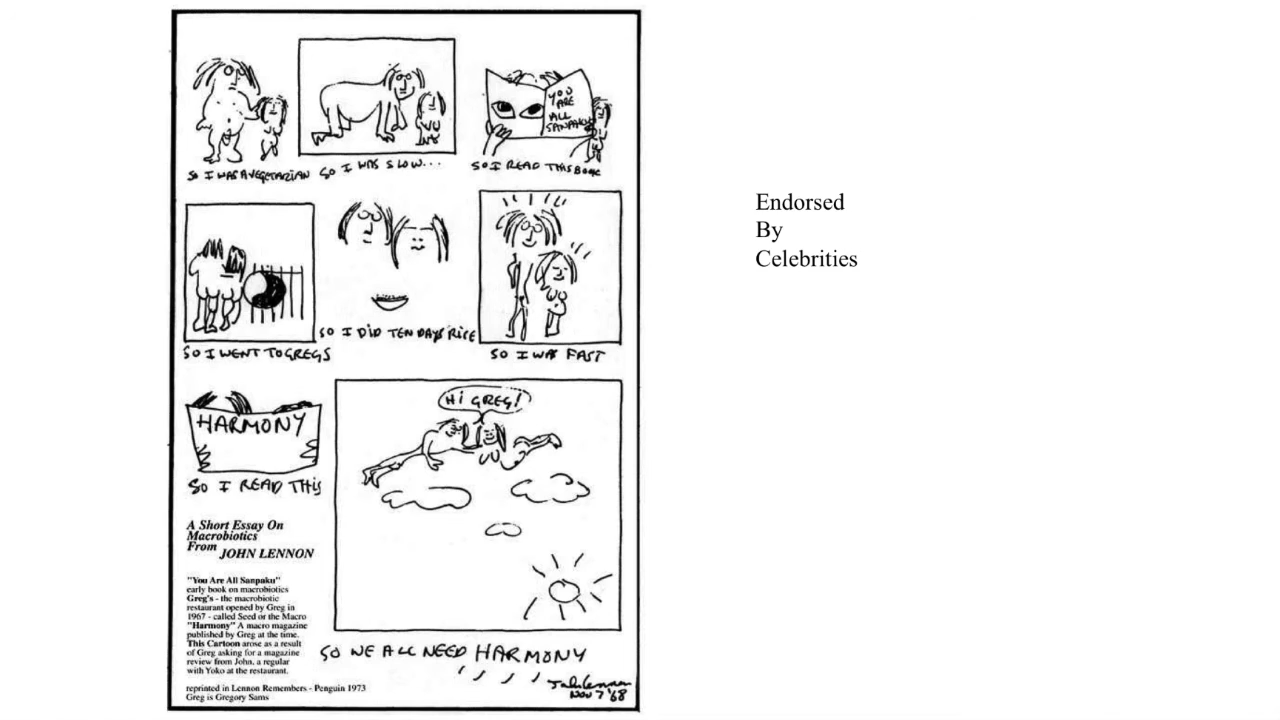 YOU
ARE
ALL
SANPAKU
SO I WAS A VEGETARIAN
SO I WAS SLOW...
SO I READ THIS BOOK
SO I WENT TO GREGS
SO I DID TEN DAYS RICE
SO I WAS FAST
HARMONY
SO I READ THIS
HI GREG!
A Short Essay On
Macrobiotics
From JOHN LENNON
"You Are All Sanpaku"
early book on macrobiotics
Greg's - the macrobiotic
restaurant opened by Greg in
1967 - called Seed or the Macro
"Harmony" A macro magazine
published by Greg at the time.
This Cartoon arose as a result
of Greg asking for a magazine
review from John, a regular
with Yoko at the restaurant.
reprinted in Lennon Remembers - Penguin 1973
Greg is Gregory Sams
SO WE ALL NEED HARMONY
John Lennon
NOV 7 '68
Endorsed
By
Celebrities